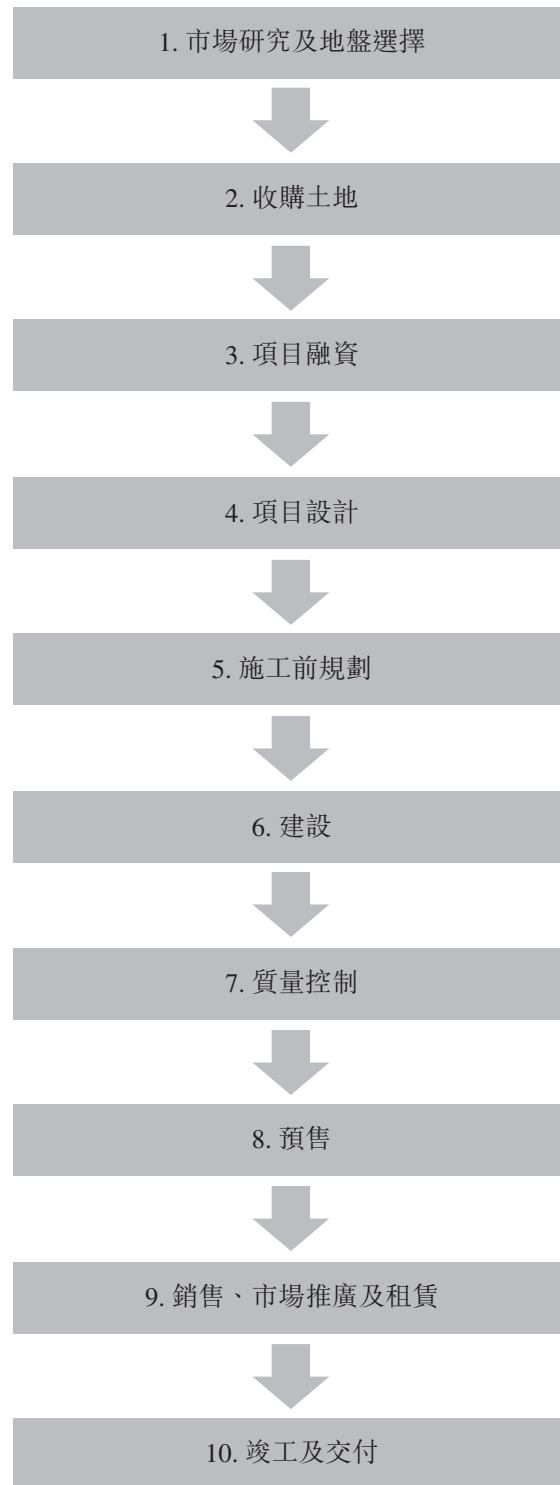 1. 市場研究及地盤選擇
2. 收購土地
3. 項目融資
4. 項目設計
5. 施工前規劃
6. 建設
7. 質量控制
8. 預售
9. 銷售、市場推廣及租賃
10. 竣工及交付